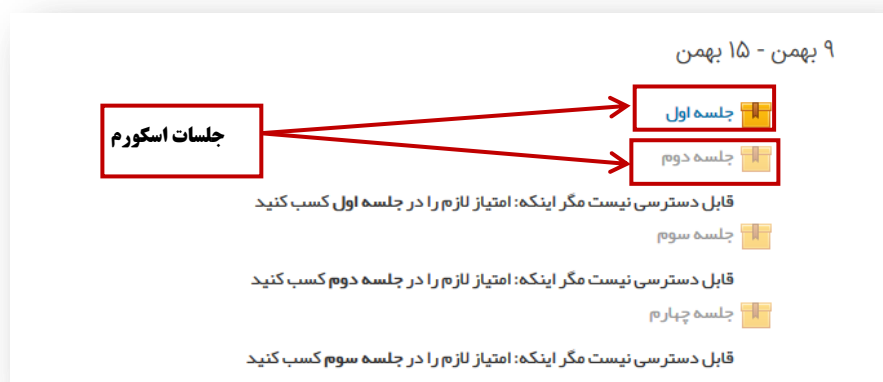 ۹ بهمن - ۱۵ بهمن
جلسه اول
جلسات اسکورم
جلسه دوم
قابل دسترسی نیست مگر اینکه: امتیاز لازم را در جلسه اول کسب کنید
جلسه سوم
قابل دسترسی نیست مگر اینکه: امتیاز لازم را در جلسه دوم کسب کنید
جلسه چهارم
قابل دسترسی نیست مگر اینکه: امتیاز لازم را در جلسه سوم کسب کنید